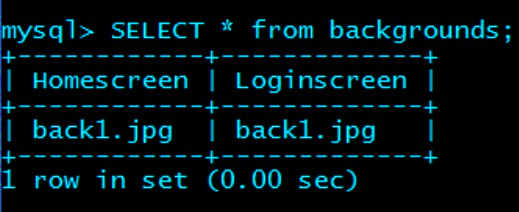 mysql> SELECT * from backgrounds;
+------------+-------------+
| Homescreen | Loginscreen |
+------------+-------------+
| back1.jpg  | back1.jpg   |
+------------+-------------+
1 row in set (0.00 sec)